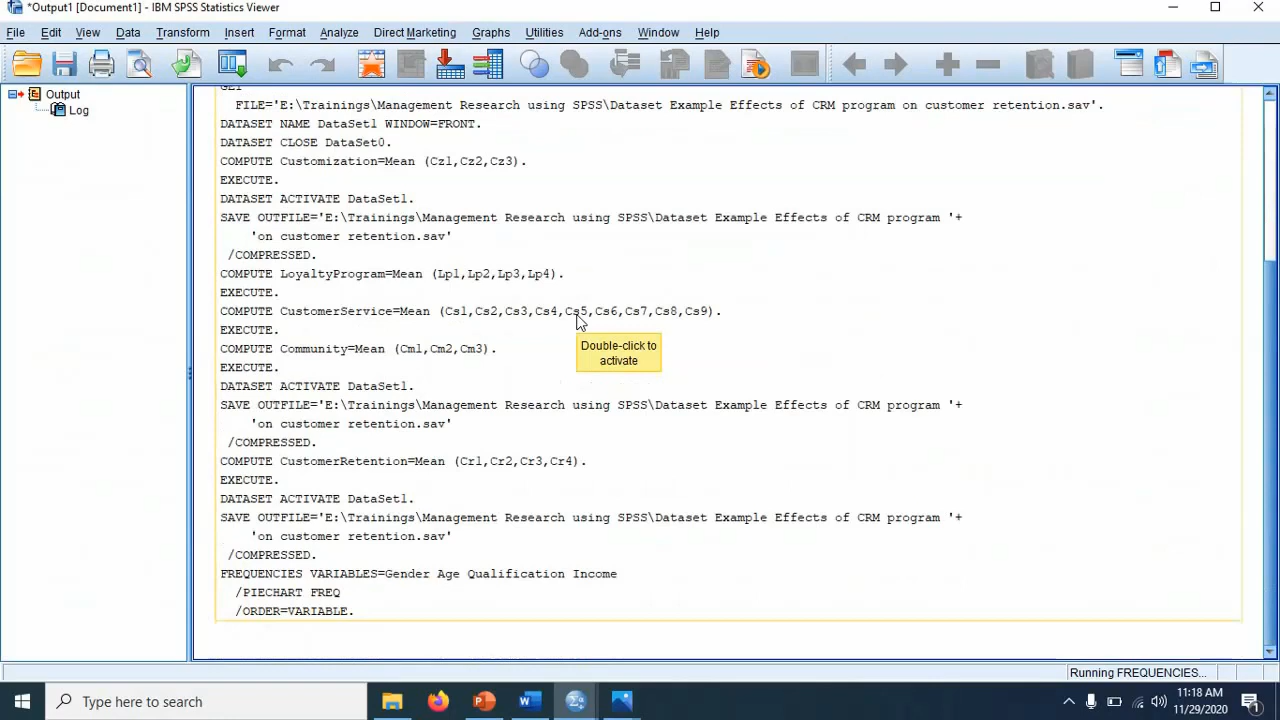 *Output1 [Document1] - IBM SPSS Statistics Viewer
File Edit View Data Transform Insert Format Analyze Direct Marketing Graphs Utilities Add-ons Window Help
Output
Log
GET
FILE='E:\Trainings\Management Research using SPSS\Dataset Example Effects of CRM program on customer retention.sav'.
DATASET NAME DataSet1 WINDOW=FRONT.
DATASET CLOSE DataSet0.
COMPUTE Customization=Mean (Cz1,Cz2,Cz3).
EXECUTE.
DATASET ACTIVATE DataSet1.
SAVE OUTFILE='E:\Trainings\Management Research using SPSS\Dataset Example Effects of CRM program '+
'on customer retention.sav'
/COMPRESSED.
COMPUTE LoyaltyProgram=Mean (Lp1,Lp2,Lp3,Lp4).
EXECUTE.
COMPUTE CustomerService=Mean (Cs1,Cs2,Cs3,Cs4,Cs5,Cs6,Cs7,Cs8,Cs9).
EXECUTE.
COMPUTE Community=Mean (Cm1,Cm2,Cm3).
EXECUTE.
DATASET ACTIVATE DataSet1.
SAVE OUTFILE='E:\Trainings\Management Research using SPSS\Dataset Example Effects of CRM program '+
'on customer retention.sav'
/COMPRESSED.
COMPUTE CustomerRetention=Mean (Cr1,Cr2,Cr3,Cr4).
EXECUTE.
DATASET ACTIVATE DataSet1.
SAVE OUTFILE='E:\Trainings\Management Research using SPSS\Dataset Example Effects of CRM program '+
'on customer retention.sav'
/COMPRESSED.
FREQUENCIES VARIABLES=Gender Age Qualification Income
/PIECHART FREQ
/ORDER=VARIABLE.
Double-click to
activate
Running FREQUENCIES...
Type here to search
11:18 AM
11/29/2020